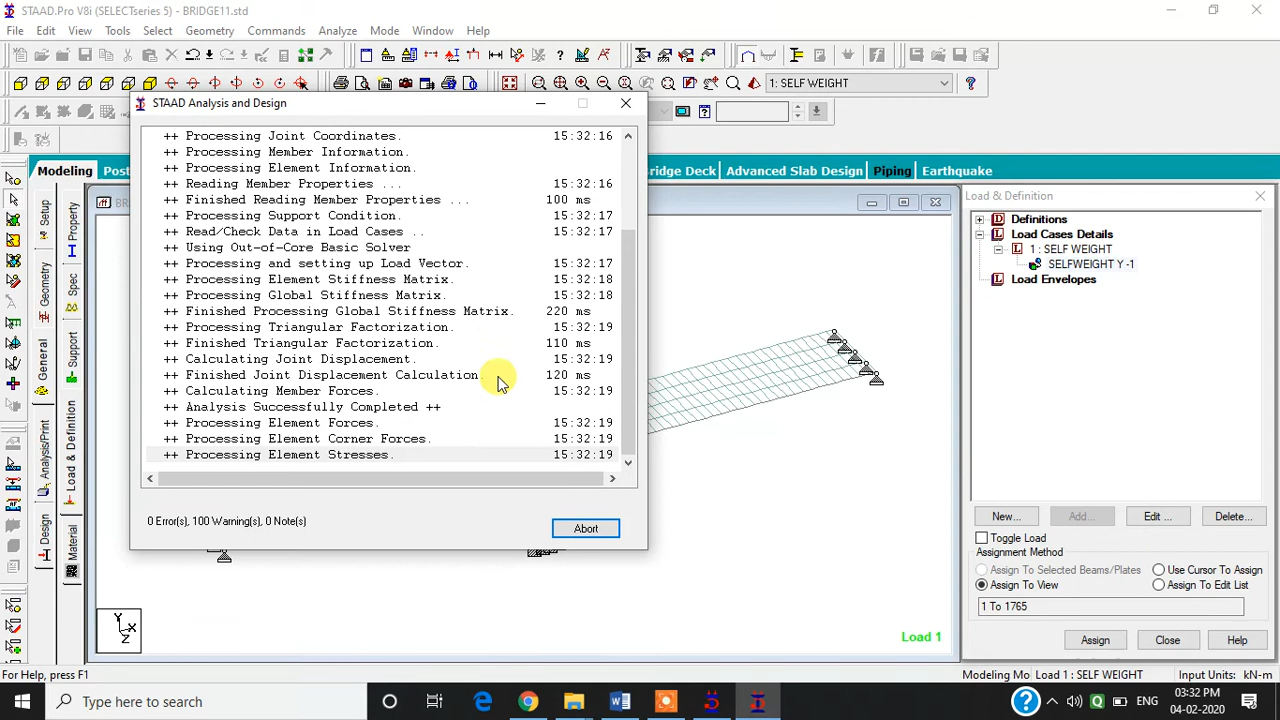 STAAD.Pro V8i (SELECTseries 5) - BRIDGE11.std
File Edit View Tools Select Geometry Commands Analyze Mode Window Help
1: SELF WEIGHT
STAAD Analysis and Design
Modeling Post
ridge Deck Advanced Slab Design Piping Earthquake
++ Processing Joint Coordinates. 15:32:16
++ Processing Member Information.
++ Processing Element Information.
++ Reading Member Properties ... 15:32:16
++ Finished Reading Member Properties ... 100 ms
++ Processing Support Condition. 15:32:17
++ Read/Check Data in Load Cases .. 15:32:17
++ Using Out-of-Core Basic Solver
++ Processing and setting up Load Vector. 15:32:17
++ Processing Element Stiffness Matrix. 15:32:18
++ Processing Global Stiffness Matrix. 15:32:18
++ Finished Processing Global Stiffness Matrix. 220 ms
++ Processing Triangular Factorization. 15:32:19
++ Finished Triangular Factorization. 110 ms
++ Calculating Joint Displacement. 15:32:19
++ Finished Joint Displacement Calculation. 120 ms
++ Calculating Member Forces. 15:32:19
++ Analysis Successfully Completed ++
++ Processing Element Forces. 15:32:19
++ Processing Element Corner Forces. 15:32:19
++ Processing Element Stresses. 15:32:19
0 Error(s), 100 Warning(s), 0 Note(s)
Abort
Setup
Geometry
General
Analysis/Print
Design
Property
Spec
Support
Load & Definition
Material
BR
Y
X
Z
Load 1
Load & Definition
Definitions
Load Cases Details
1 : SELF WEIGHT
SELFWEIGHT Y -1
Load Envelopes
New... Add... Edit ... Delete...
Toggle Load
Assignment Method
Assign To Selected Beams/Plates Use Cursor To Assign
Assign To View Assign To Edit List
1 To 1765
Assign Close Help
For Help, press F1
Modeling Mo Load 1 : SELF WEIGHT Input Units: kN-m
Type here to search
ENG
03:32 PM
04-02-2020